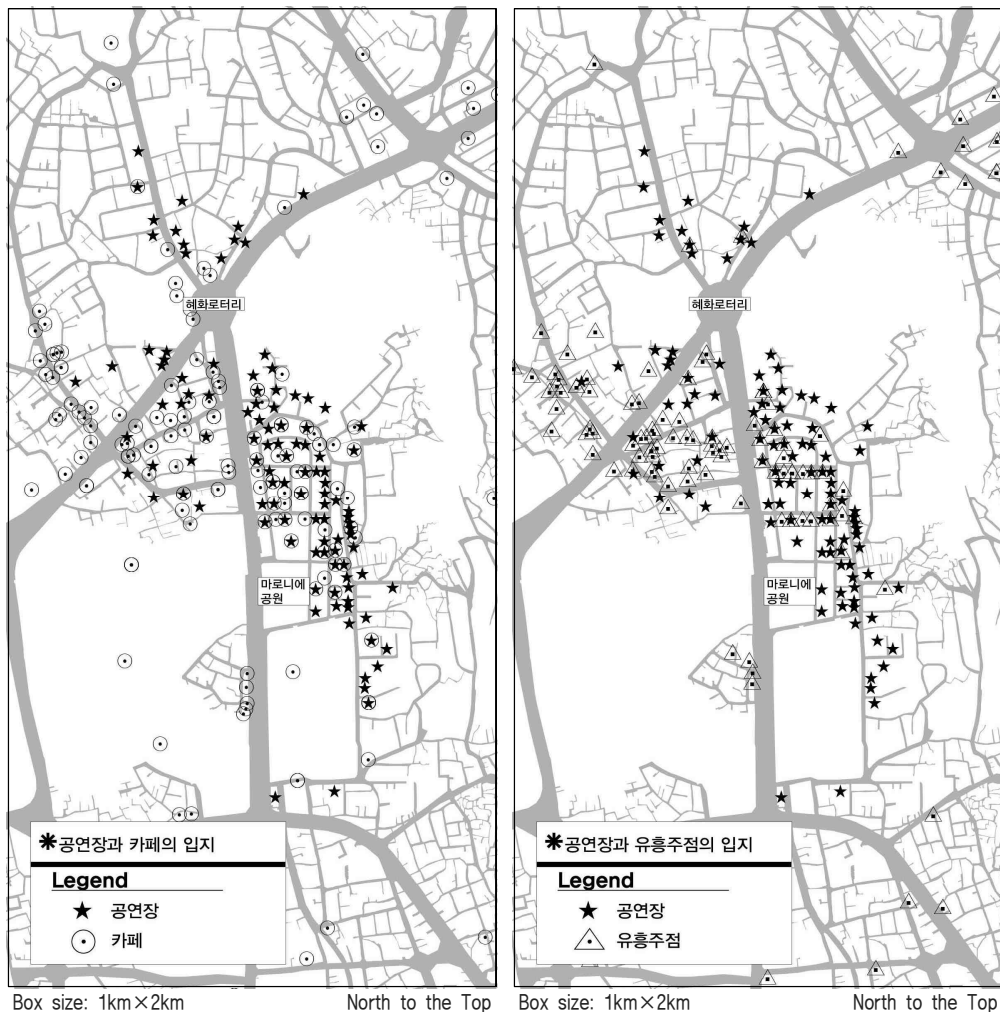 혜화로터리
마로니에
공원
✱공연장과 카페의 입지
Legend
공연장
카페
Box size: 1km×2km
North to the Top
혜화로터리
마로니에
공원
✱공연장과 유흥주점의 입지
Legend
공연장
유흥주점
Box size: 1km×2km
North to the Top